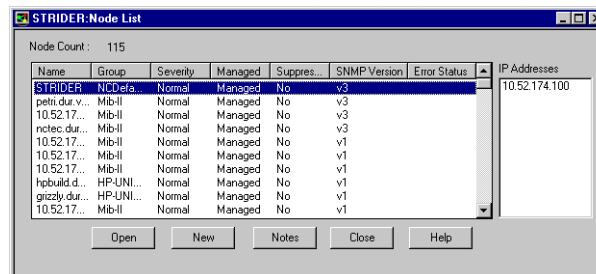 STRIDER:Node List
Node Count : 115
Name Group Severity Managed Suppres... SNMP Version Error Status
STRIDER NCDefa... Normal Managed No v3
petri.dur.v... Mib-II Normal Managed No v3
10.52.17... Mib-II Normal Managed No v3
nctec.dur... Mib-II Normal Managed No v3
10.52.17... Mib-II Normal Managed No v1
10.52.17... Mib-II Normal Managed No v1
10.52.17... Mib-II Normal Managed No v1
hpbuild.d... HP-UNI... Normal Managed No v1
grizzly.dur... HP-UNI... Normal Managed No v1
10.52.17... Mib-II Normal Managed No v1
IP Addresses
10.52.174.100
Open New Notes Close Help